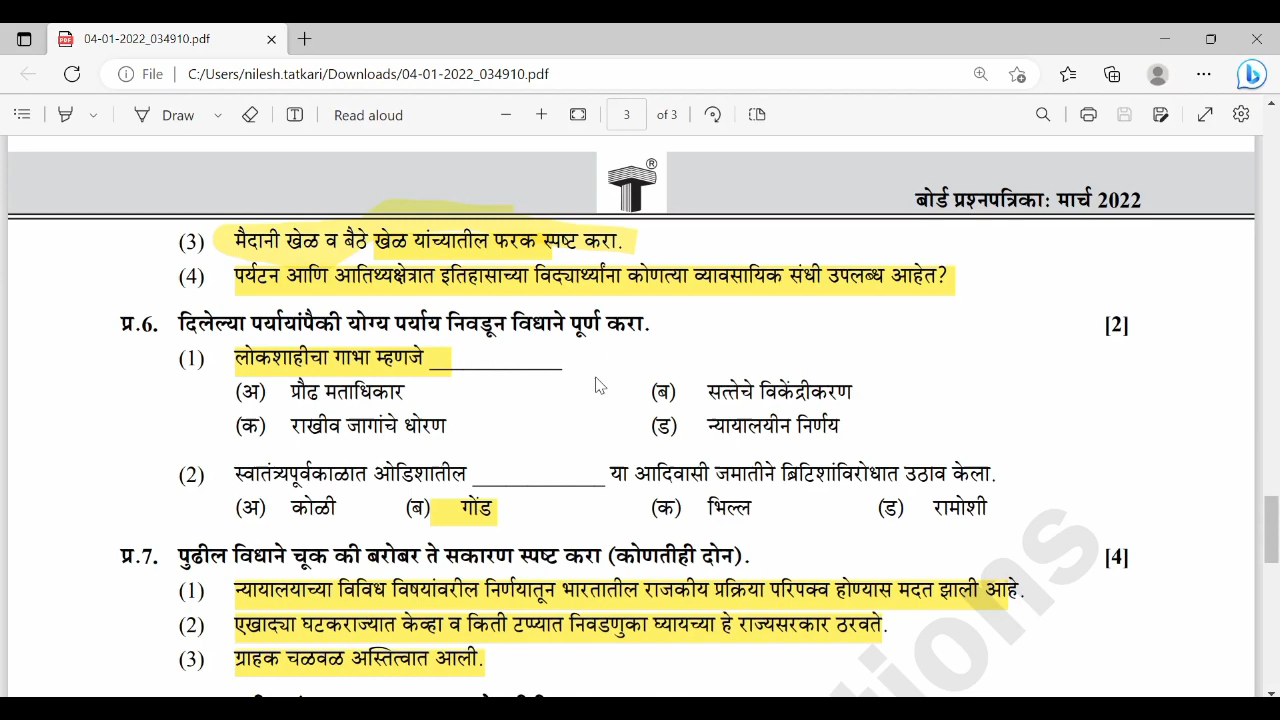 04-01-2022_034910.pdf
File C:/Users/nilesh.tatkari/Downloads/04-01-2022_034910.pdf
Draw Read aloud 3 of 3
बोर्ड प्रश्नपत्रिका: मार्च 2022
(3) मैदानी खेळ व बैठे खेळ यांच्यातील फरक स्पष्ट करा.
(4) पर्यटन आणि आतिथ्यक्षेत्रात इतिहासाच्या विद्यार्थ्यांना कोणत्या व्यावसायिक संधी उपलब्ध आहेत?
प्र.6. दिलेल्या पर्यायांपैकी योग्य पर्याय निवडून विधाने पूर्ण करा. [2]
(1) लोकशाहीचा गाभा म्हणजे ____________
(अ) प्रौढ मताधिकार (ब) सत्तेचे विकेंद्रीकरण
(क) राखीव जागांचे धोरण (ड) न्यायालयीन निर्णय
(2) स्वातंत्र्यपूर्वकाळात ओडिशातील ____________ या आदिवासी जमातीने ब्रिटिशांविरोधात उठाव केला.
(अ) कोळी (ब) गोंड (क) भिल्ल (ड) रामोशी
प्र.7. पुढील विधाने चूक की बरोबर ते सकारण स्पष्ट करा (कोणतीही दोन). [4]
(1) न्यायालयाच्या विविध विषयांवरील निर्णयातून भारतातील राजकीय प्रक्रिया परिपक्व होण्यास मदत झाली आहे.
(2) एखाद्या घटकराज्यात केव्हा व किती टप्प्यात निवडणुका घ्यायच्या हे राज्यसरकार ठरवते.
(3) ग्राहक चळवळ अस्तित्वात आली.